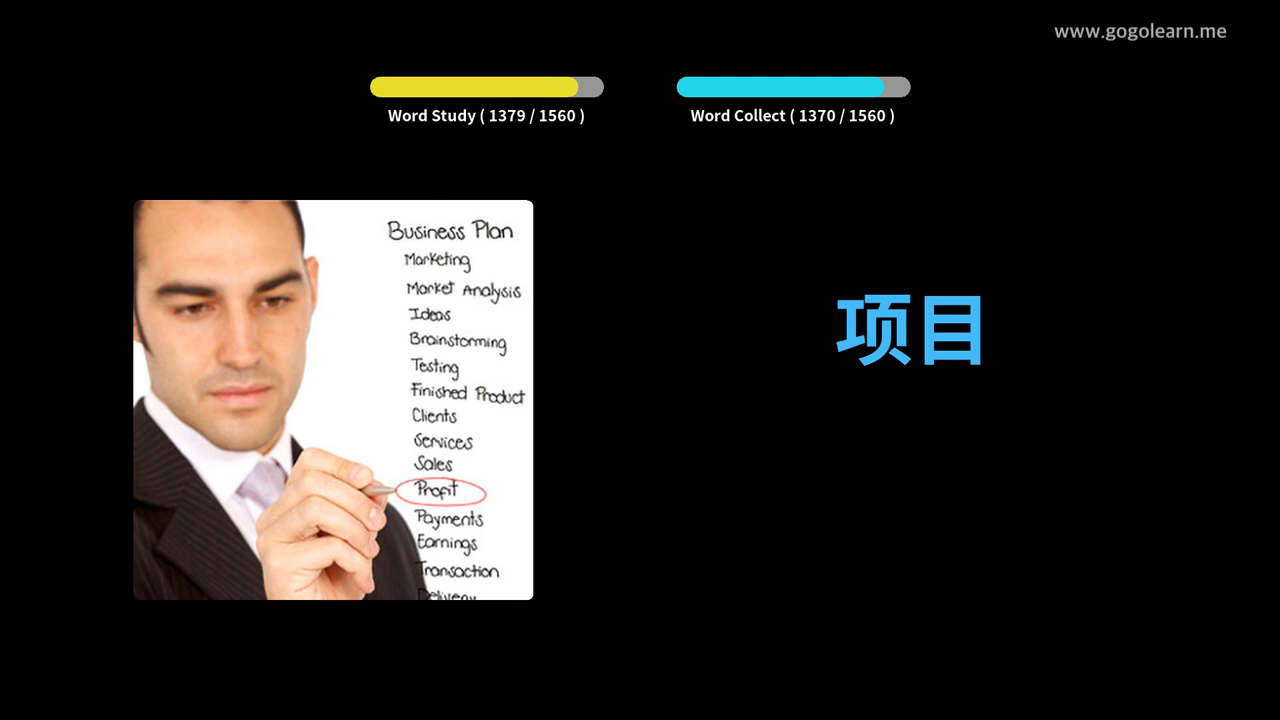 www.gogolearn.me
Word Study ( 1379 / 1560 )
Word Collect ( 1370 / 1560 )
Business Plan
Marketing
Market Analysis
Ideas
Brainstorming
Testing
Finished Product
Clients
Services
Sales
Profit
Payments
Earnings
Transaction
Delivery
项目